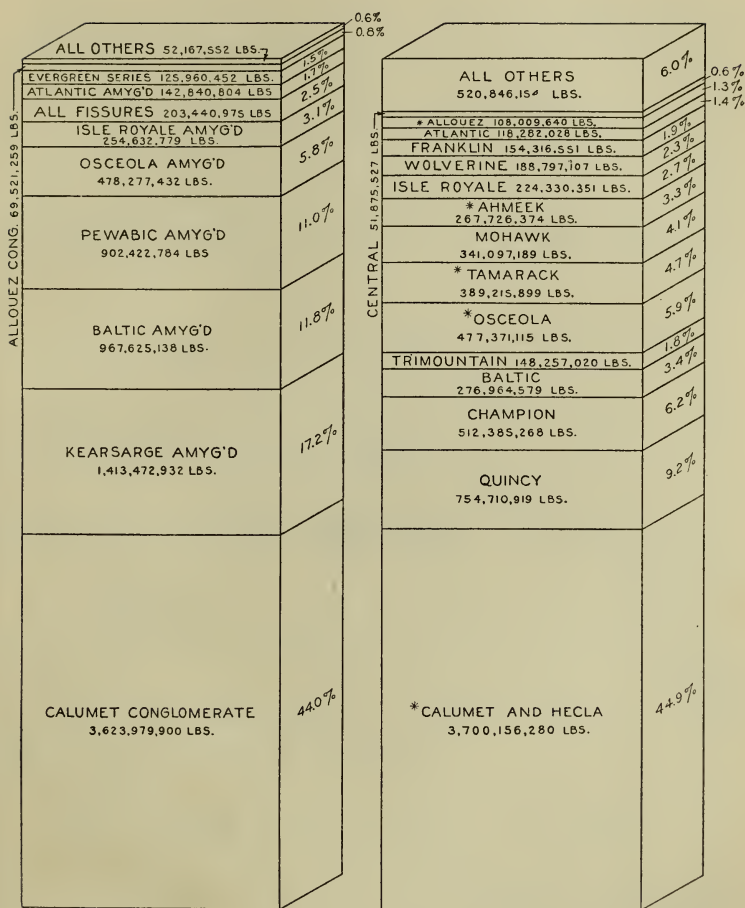 0.6%
0.8%
ALL OTHERS 52,167,552 LBS.
1.5%
EVERGREEN SERIES 125,960,452 LBS.
1.7%
ATLANTIC AMYG'D 142,840,804 LBS
2.5%
ALL FISSURES 203,440,975 LBS
3.1%
ISLE ROYALE AMYG'D
254,632,779 LBS.
5.8%
OSCEOLA AMYG'D
478,277,432 LBS.
11.0%
PEWABIC AMYG'D
902,422,784 LBS
11.8%
BALTIC AMYG'D
967,625,138 LBS.
17.2%
KEARSARGE AMYG'D
1,413,472,932 LBS.
44.0%
CALUMET CONGLOMERATE
3,623,979,900 LBS.
ALLOUEZ CONG. 69,521,259 LBS.
6.0%
ALL OTHERS
LBS.
0.6%
1.3%
1.4%
* ALLOUEZ 108,009,640 LBS.
ATLANTIC 118,282,028 LBS.
1.9%
FRANKLIN 154,316,551 LBS.
2.3%
WOLVERINE 188,797,107 LBS.
2.7%
ISLE ROYALE 224,330,351 LBS.
3.3%
*AHMEEK
267,726,374 LBS.
4.1%
MOHAWK
341,097,189 LBS.
4.7%
*TAMARACK
389,215,899 LBS.
5.9%
*OSCEOLA
477,371,115 LBS.
1.8%
TRIMOUNTAIN 148,257,020 LBS.
3.4%
BALTIC
276,964,579 LBS.
6.2%
CHAMPION
512,385,268 LBS.
9.2%
QUINCY
754,710,919 LBS.
44.9%
*CALUMET AND HECLA
3,700,156,280 LBS.
CENTRAL 51,875,527 LBS.